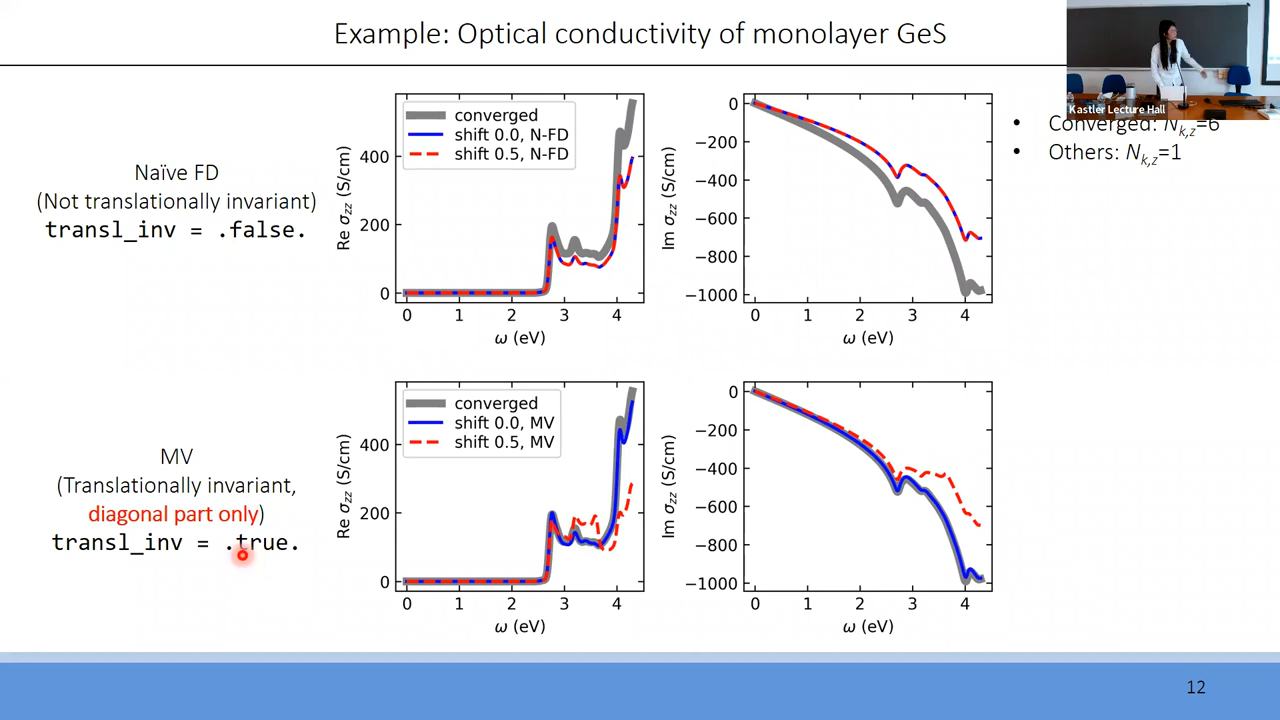 Example: Optical conductivity of monolayer GeS
Kastler Lecture Hall
• Converged: Nk,z=6
• Others: Nk,z=1
Naïve FD
(Not translationally invariant)
transl_inv = .false.
converged
shift 0.0, N-FD
shift 0.5, N-FD
Re σzz (S/cm)
400
200
0
0 1 2 3 4
ω (eV)
Im σzz (S/cm)
0
−200
−400
−600
−800
−1000
0 1 2 3 4
ω (eV)
MV
(Translationally invariant,
diagonal part only)
transl_inv = .true.
converged
shift 0.0, MV
shift 0.5, MV
Re σzz (S/cm)
400
200
0
0 1 2 3 4
ω (eV)
Im σzz (S/cm)
0
−200
−400
−600
−800
−1000
0 1 2 3 4
ω (eV)
12